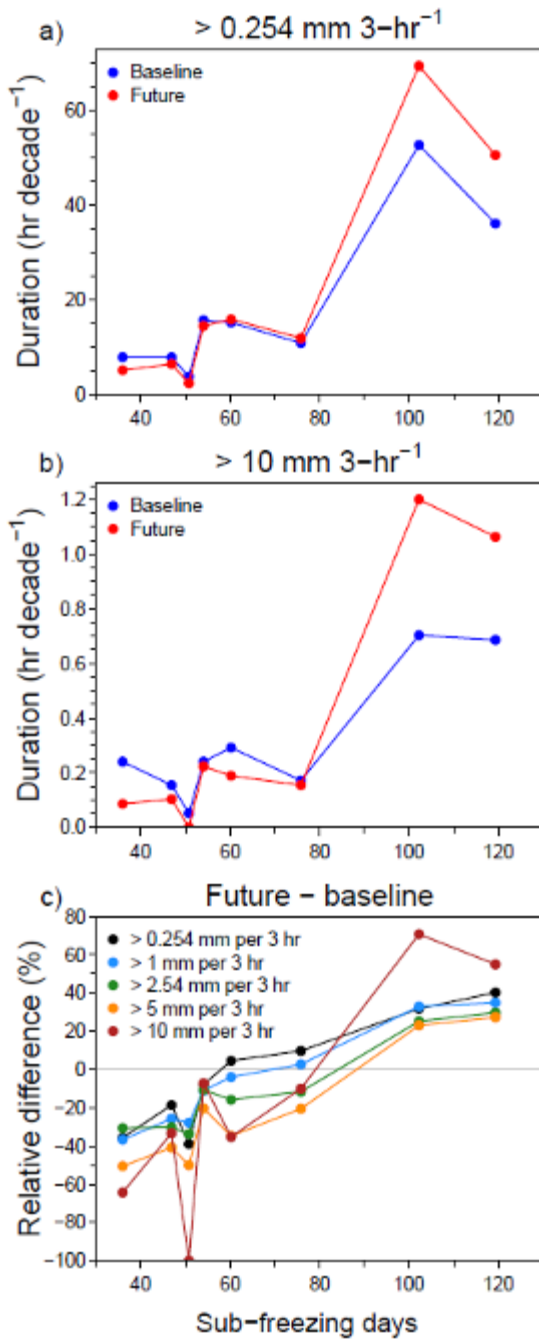 a) > 0.254 mm 3−hr⁻¹
Baseline
Future
60
40
20
0
Duration (hr decade⁻¹)
40 60 80 100 120
b) > 10 mm 3−hr⁻¹
Baseline
Future
1.2
1.0
0.8
0.6
0.4
0.2
0.0
Duration (hr decade⁻¹)
40 60 80 100 120
c) Future − baseline
80
60
40
20
0
−20
−40
−60
−80
−100
Relative difference (%)
> 0.254 mm per 3 hr
> 1 mm per 3 hr
> 2.54 mm per 3 hr
> 5 mm per 3 hr
> 10 mm per 3 hr
40 60 80 100 120
Sub−freezing days